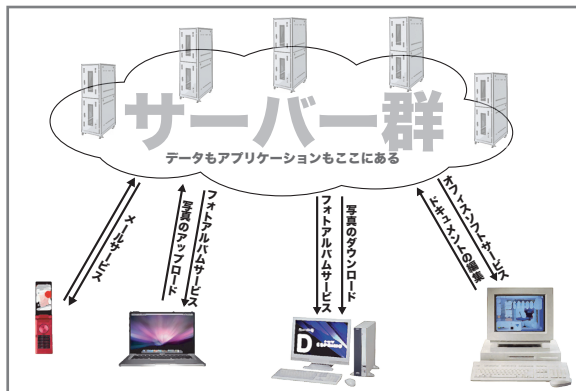 サーバー群
データもアプリケーションもここにある
メールサービス
写真のアップロード
フォトアルバムサービス
フォトアルバムサービス
写真のダウンロード
ドキュメントの編集
オフィスソフトサービス
D